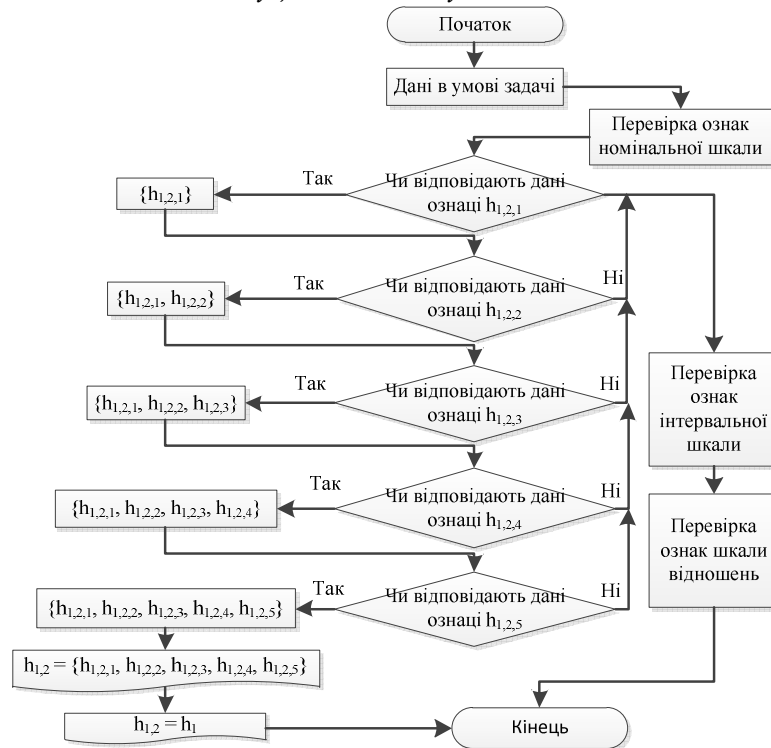 Початок
Дані в умові задачі
Перевірка ознак
номінальної шкали
Чи відповідають дані
ознаці h1,2,1
Так
{h1,2,1}
Чи відповідають дані
ознаці h1,2,2
Так
Ні
{h1,2,1, h1,2,2}
Чи відповідають дані
ознаці h1,2,3
Так
Ні
{h1,2,1, h1,2,2, h1,2,3}
Перевірка
ознак
інтервальної
шкали
Чи відповідають дані
ознаці h1,2,4
Так
Ні
{h1,2,1, h1,2,2, h1,2,3, h1,2,4}
Перевірка
ознак шкали
відношень
Чи відповідають дані
ознаці h1,2,5
Так
Ні
{h1,2,1, h1,2,2, h1,2,3, h1,2,4, h1,2,5}
h1,2 = {h1,2,1, h1,2,2, h1,2,3, h1,2,4, h1,2,5}
h1,2 = h1
Кінець